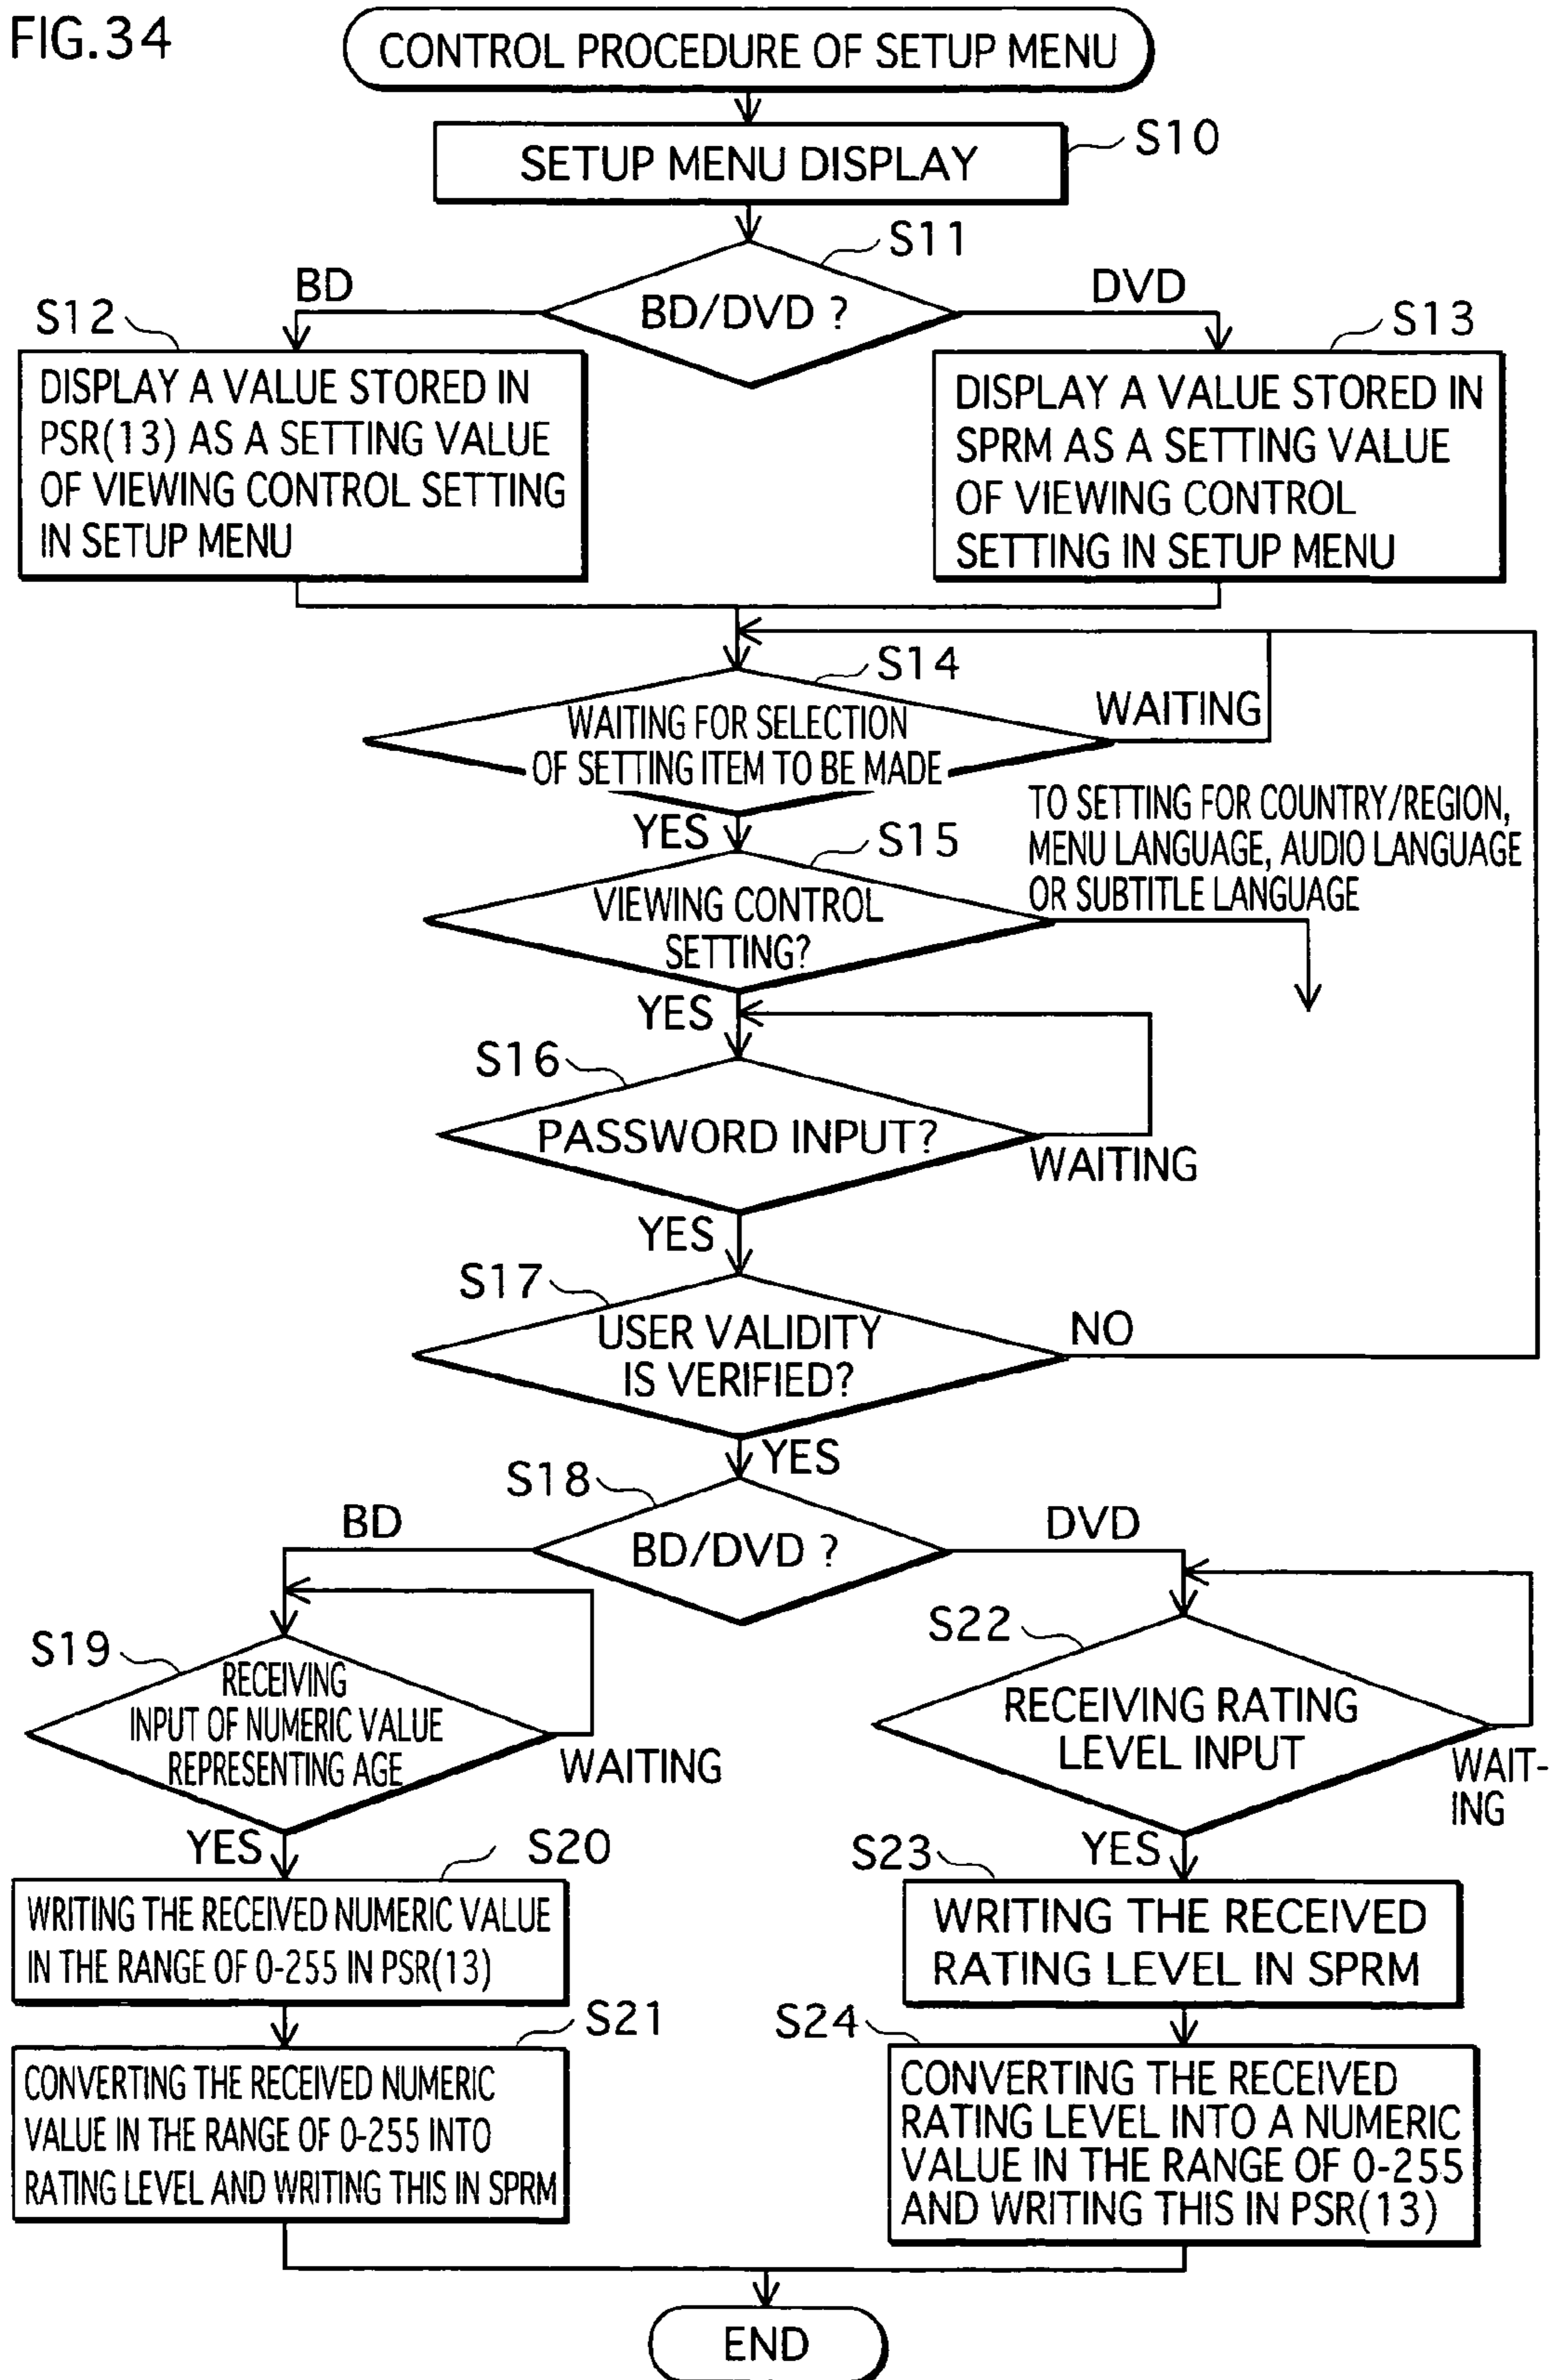 FIG.34
CONTROL PROCEDURE OF SETUP MENU
SETUP MENU DISPLAY
S10
S11
BD/DVD ?
BD
DVD
S12
DISPLAY A VALUE STORED IN
PSR(13) AS A SETTING VALUE
OF VIEWING CONTROL SETTING
IN SETUP MENU
S13
DISPLAY A VALUE STORED IN
SPRM AS A SETTING VALUE
OF VIEWING CONTROL
SETTING IN SETUP MENU
S14
WAITING FOR SELECTION
OF SETTING ITEM TO BE MADE
WAITING
YES
S15
VIEWING CONTROL
SETTING?
TO SETTING FOR COUNTRY/REGION,
MENU LANGUAGE, AUDIO LANGUAGE
OR SUBTITLE LANGUAGE
YES
S16
PASSWORD INPUT?
WAITING
YES
S17
USER VALIDITY
IS VERIFIED?
NO
YES
S18
BD/DVD ?
BD
DVD
S19
RECEIVING
INPUT OF NUMERIC VALUE
REPRESENTING AGE
WAITING
YES
S20
WRITING THE RECEIVED NUMERIC VALUE
IN THE RANGE OF 0-255 IN PSR(13)
S21
CONVERTING THE RECEIVED NUMERIC
VALUE IN THE RANGE OF 0-255 INTO
RATING LEVEL AND WRITING THIS IN SPRM
S22
RECEIVING RATING
LEVEL INPUT
WAIT-
ING
YES
S23
WRITING THE RECEIVED
RATING LEVEL IN SPRM
S24
CONVERTING THE RECEIVED
RATING LEVEL INTO A NUMERIC
VALUE IN THE RANGE OF 0-255
AND WRITING THIS IN PSR(13)
END